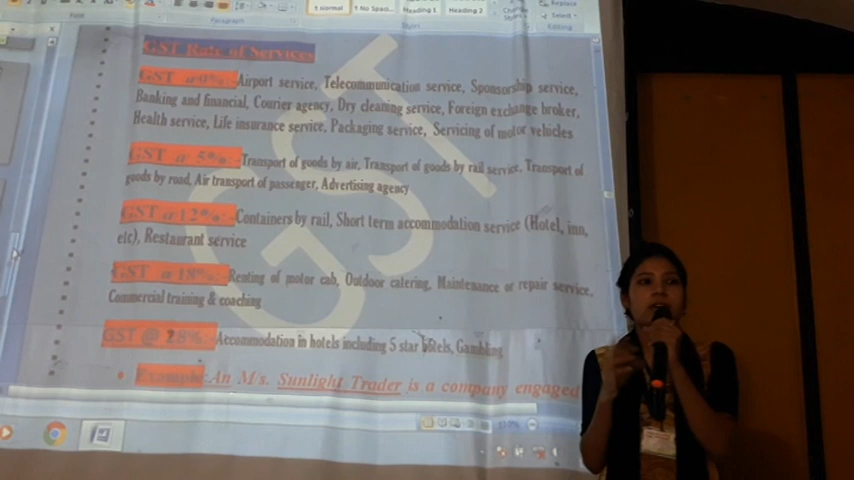 Normal
No Spaci...
Heading 1
Heading 2
Replace
Select
Paragraph
Editing
GST Rate of Services
GST @0%:-Airport service, Telecommunication service, Sponsorship service,
Banking and financial, Courier agency, Dry cleaning service, Foreign exchange broker,
Health service, Life insurance service, Packaging service, Servicing of motor vehicles
GST @ 5%:-Transport of goods by air, Transport of goods by rail service, Transport of
goods by road, Air transport of passenger, Advertising agency
GST @12%:-Containers by rail, Short term accommodation service (Hotel, inn,
etc), Restaurant service
GST @ 18%:-Renting of motor cab, Outdoor catering, Maintenance or repair service,
Commercial training & coaching
GST @ 28%:-Accommodation in hotels including 5 star hotels, Gambling
• Example:An M/s. Sunlight Trader is a company engaged
GST